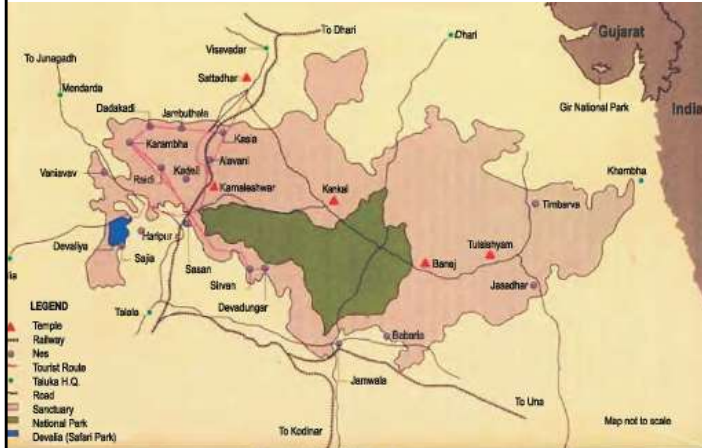 To Dhari
Visavadar
Dhari
Gujarat
To Junapadh
Sattadhar
Mendarda
Gir National Park
India
Dadakadi
Jambuthala
Karambha
Kasia
Alavani
Khambha
Vaniavav
Raidi
Kadeli
Kamaleshwar
Kankai
Timbarva
Haripur
Devaliya
Sajia
Sasan
Banej
Tulsishyam
Sirvan
Jasadhar
Devadungar
Talala
Babaria
Jamwala
To Una
To Kodinar
Map not to scale
LEGEND
Temple
Railway
Nes
Tourist Route
Taluka H.Q.
Road
Sanctuary
National Park
Devalia (Safari Park)